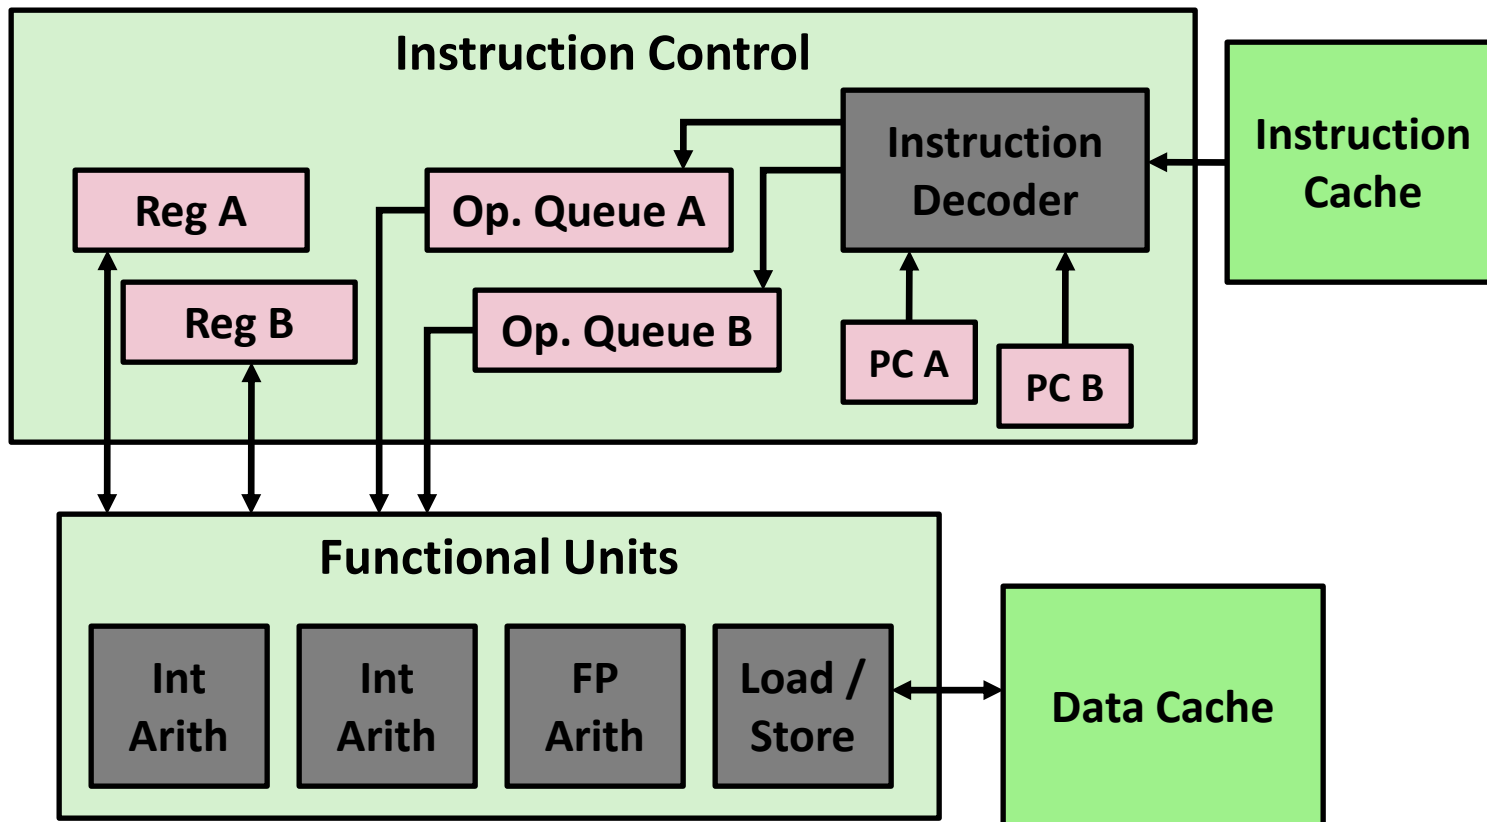 Instruction Control
Instruction
Decoder
Instruction
Cache
Reg A
Op. Queue A
Reg B
Op. Queue B
PC A
PC B
Functional Units
Int
Arith
Int
Arith
FP
Arith
Load /
Store
Data Cache